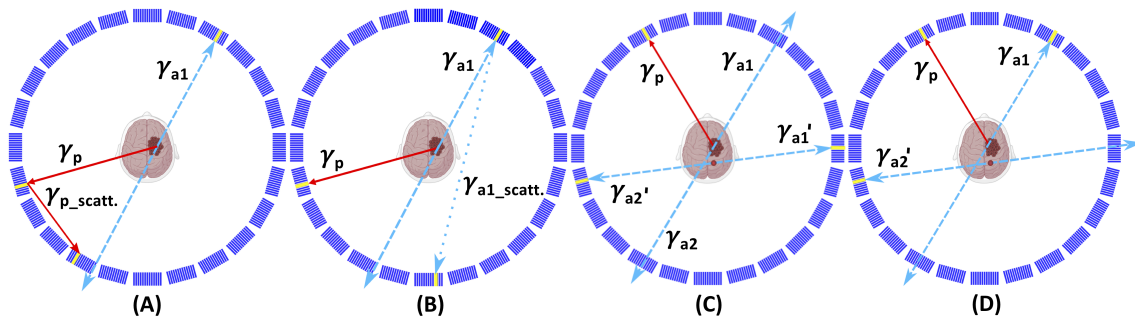 γa1
γp
γp_scatt.
(A)
γa1
γp
γa1_scatt.
(B)
γp
γa1
γa1'
γa2'
γa2
(C)
γp
γa1
γa2'
(D)